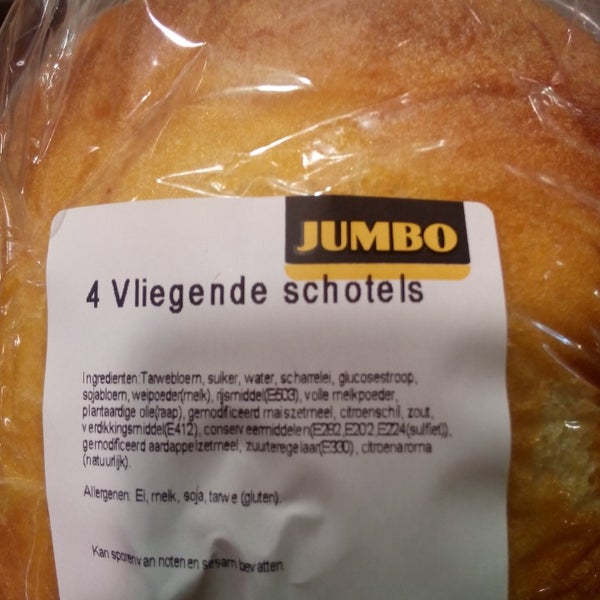 JUMBO
4 Vliegende schotels
Ingredienten:Tarwebloem, suiker, water, scharrelei, glucosestroop,
sojabloem, weipoeder(melk), rijsmiddel(E503), volle melkpoeder,
plantaardige olie(raap), gemodificeerd maiszetmeel, citroenschil, zout,
verdikkingsmiddel(E412), conserveermiddelen(E282,E202,E224(sulfiet)),
gemodificeerd aardappelzetmeel, zuurteregelaar(E330), citroenaroma
(natuurlijk).
Allergenen: Ei, melk, soja, tarwe (gluten).
Kan sporen van noten en sesam bevatten.